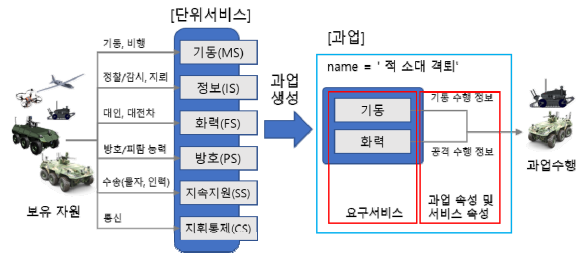 [단위서비스]
기동, 비행
기동(MS)
정찰/감시, 지뢰
정보(IS)
대인, 대전차
화력(FS)
방호/피탐 능력
방호(PS)
수송(물자, 인력)
지속지원(SS)
통신
지휘통제(CS)
보유 자원
과업
생성
[과업]
name = ' 적 소대 격퇴'
기동
화력
기동 수행 정보
공격 수행 정보
요구서비스
과업 속성 및
서비스 속성
과업수행